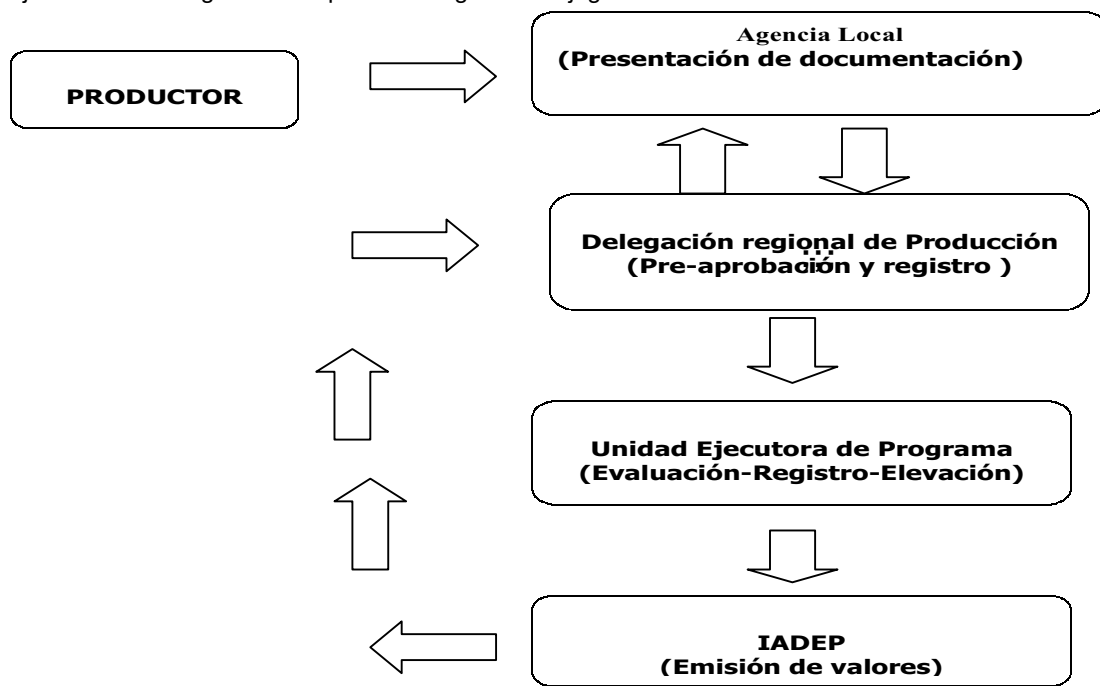 PRODUCTOR
Agencia Local
(Presentación de documentación)
Delegación regional de Producción
(Pre-aprobación y registro )
Unidad Ejecutora de Programa
(Evaluación-Registro-Elevación)
IADEP
(Emisión de valores)